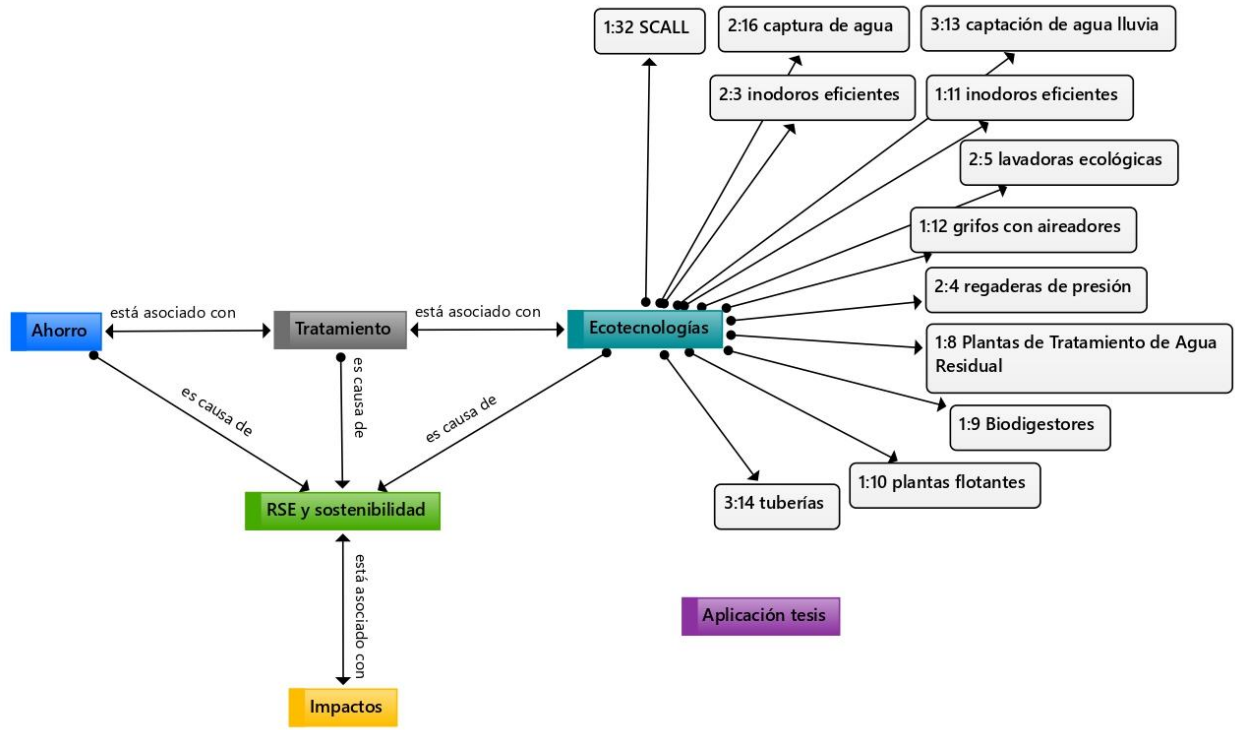 1:32 SCALL
2:16 captura de agua
3:13 captación de agua lluvia
2:3 inodoros eficientes
1:11 inodoros eficientes
2:5 lavadoras ecológicas
1:12 grifos con aireadores
2:4 regaderas de presión
Ahorro
está asociado con
Tratamiento
está asociado con
Ecotecnologías
1:8 Plantas de Tratamiento de Agua
Residual
es causa de
es causa de
es causa de
1:9 Biodigestores
1:10 plantas flotantes
3:14 tuberías
RSE y sostenibilidad
está asociado con
Aplicación tesis
Impactos